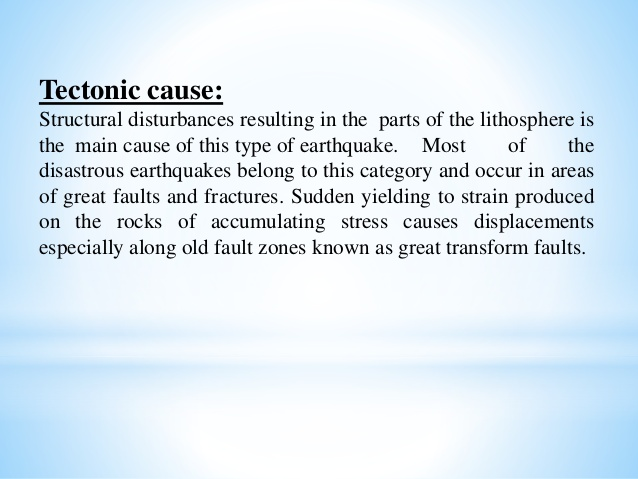 Tectonic cause:
Structural disturbances resulting in the parts of the lithosphere is
the main cause of this type of earthquake. Most of the
disastrous earthquakes belong to this category and occur in areas
of great faults and fractures. Sudden yielding to strain produced
on the rocks of accumulating stress causes displacements
especially along old fault zones known as great transform faults.